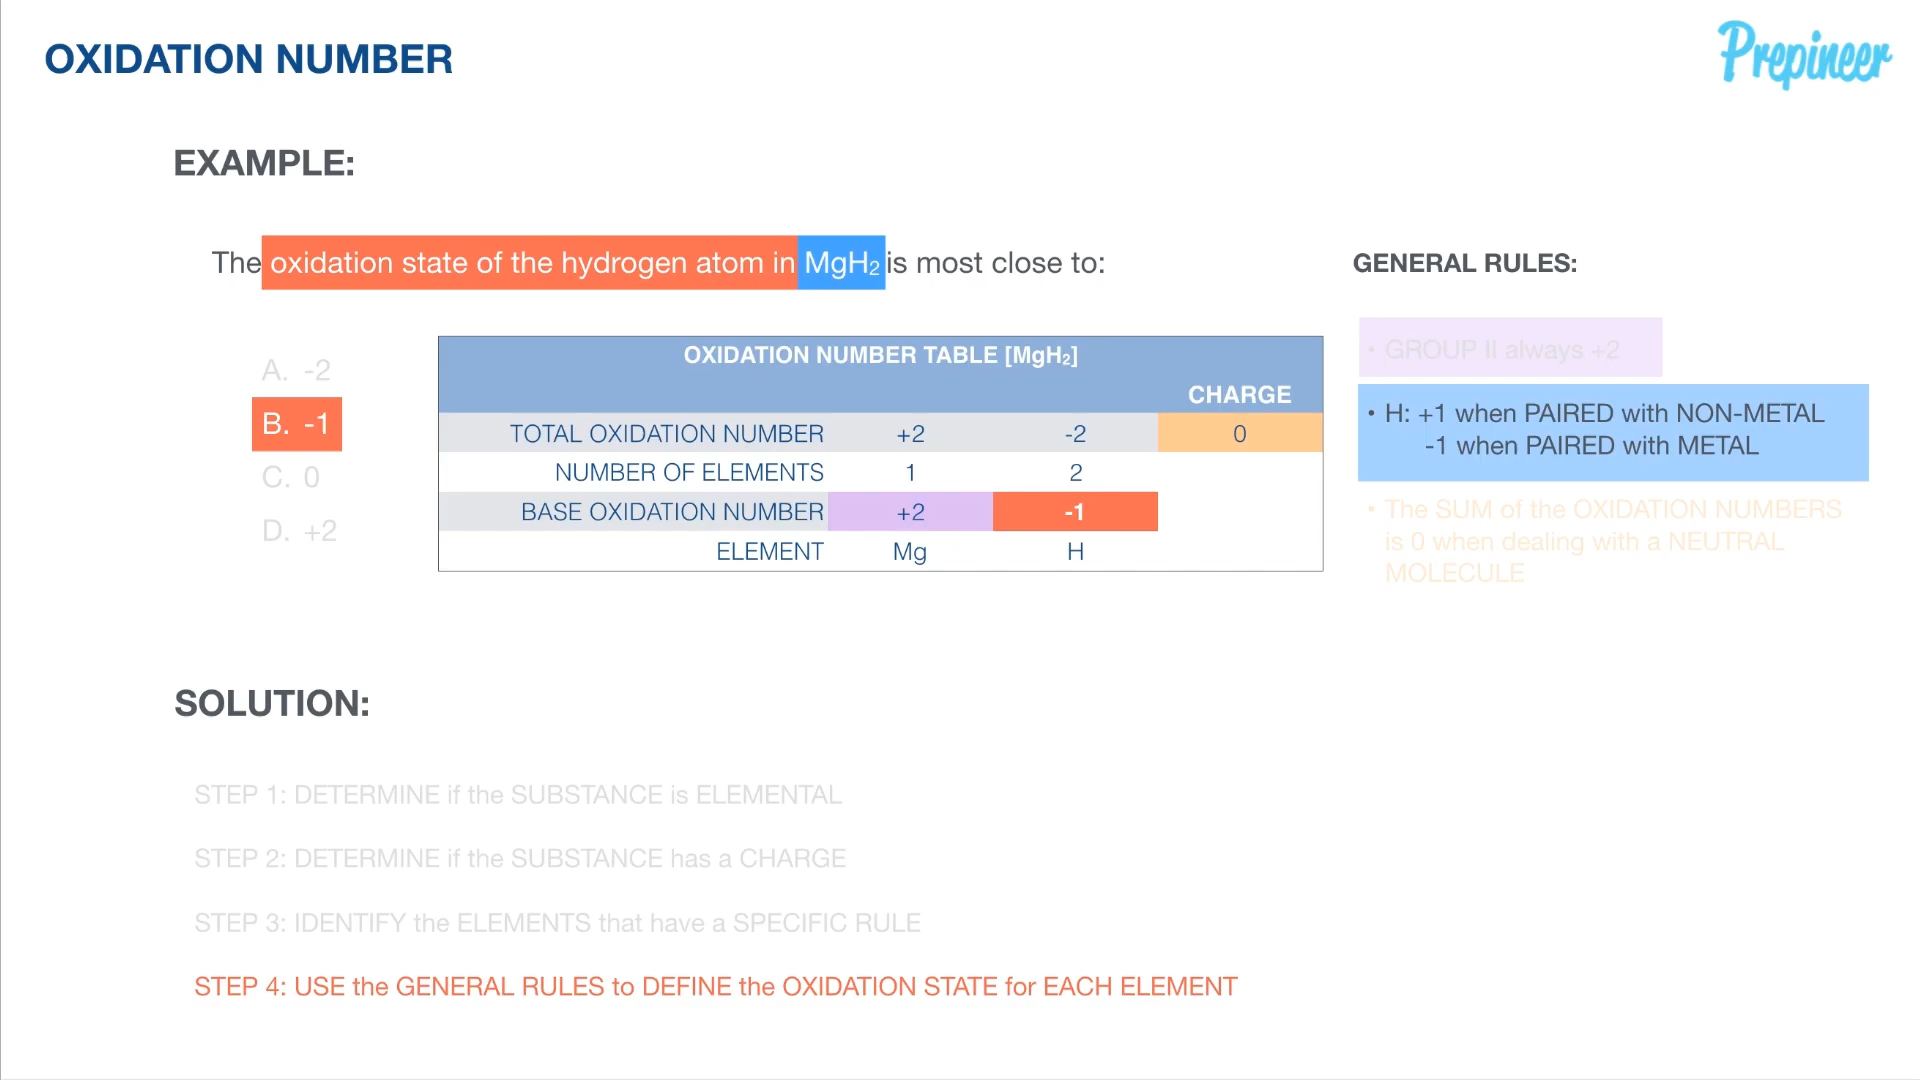 OXIDATION NUMBER
Prepineer
EXAMPLE:
The oxidation state of the hydrogen atom in MgH₂ is most close to:
A. -2
B. -1
C. 0
D. +2
OXIDATION NUMBER TABLE [MgH₂]
CHARGE
TOTAL OXIDATION NUMBER +2 -2 0
NUMBER OF ELEMENTS 1 2
BASE OXIDATION NUMBER +2 -1
ELEMENT Mg H
GENERAL RULES:
• GROUP II always +2
• H: +1 when PAIRED with NON-METAL
-1 when PAIRED with METAL
• The SUM of the OXIDATION NUMBERS
is 0 when dealing with a NEUTRAL
MOLECULE
SOLUTION:
STEP 1: DETERMINE if the SUBSTANCE is ELEMENTAL
STEP 2: DETERMINE if the SUBSTANCE has a CHARGE
STEP 3: IDENTIFY the ELEMENTS that have a SPECIFIC RULE
STEP 4: USE the GENERAL RULES to DEFINE the OXIDATION STATE for EACH ELEMENT